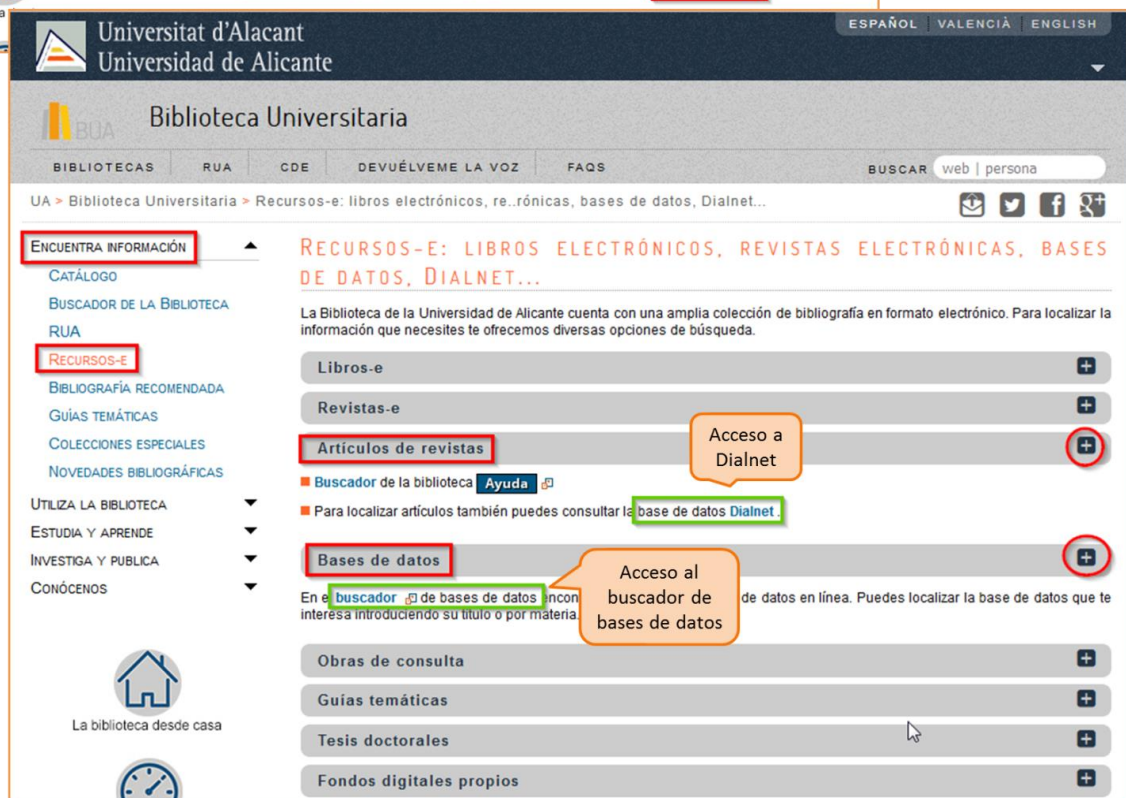 Universitat d'Alacant
Universidad de Alicante
ESPAÑOL | VALENCIÀ | ENGLISH
BUA
Biblioteca Universitaria
BIBLIOTECAS
RUA
CDE
DEVUÉLVEME LA VOZ
FAQS
BUSCAR
web | persona
UA > Biblioteca Universitaria > Recursos-e: libros electrónicos, re..rónicas, bases de datos, Dialnet...
ENCUENTRA INFORMACIÓN
CATÁLOGO
BUSCADOR DE LA BIBLIOTECA
RUA
RECURSOS-E
BIBLIOGRAFÍA RECOMENDADA
GUÍAS TEMÁTICAS
COLECCIONES ESPECIALES
NOVEDADES BIBLIOGRÁFICAS
UTILIZA LA BIBLIOTECA
ESTUDIA Y APRENDE
INVESTIGA Y PUBLICA
CONÓCENOS
La biblioteca desde casa
RECURSOS-E: LIBROS ELECTRÓNICOS, REVISTAS ELECTRÓNICAS, BASES
DE DATOS, DIALNET...
La Biblioteca de la Universidad de Alicante cuenta con una amplia colección de bibliografía en formato electrónico. Para localizar la
información que necesites te ofrecemos diversas opciones de búsqueda.
Libros-e
Revistas-e
Artículos de revistas
Acceso a
Dialnet
Buscador de la biblioteca Ayuda
Para localizar artículos también puedes consultar la base de datos Dialnet.
Bases de datos
Acceso al
buscador de
bases de datos
En e buscador de bases de datos encon de datos en línea. Puedes localizar la base de datos que te
interesa introduciendo su título o por materia.
Obras de consulta
Guías temáticas
Tesis doctorales
Fondos digitales propios